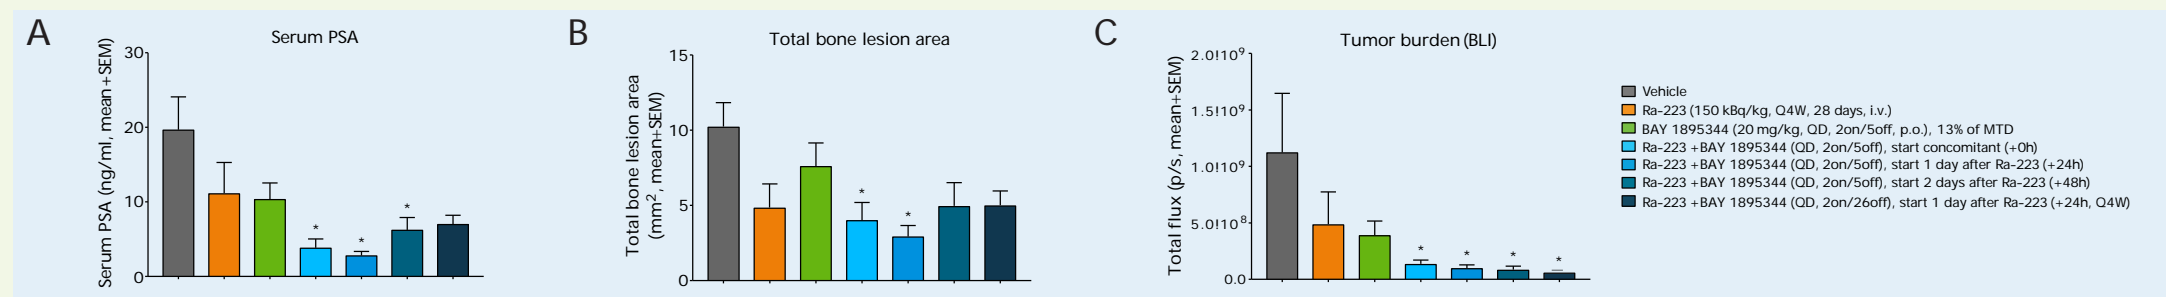 A
Serum PSA
Serum PSA (ng/ml, mean+SEM)
30
20
10
0
*
*
*
B
Total bone lesion area
Total bone lesion area
(mm², mean+SEM)
15
10
5
0
*
*
C
Tumor burden (BLI)
Total flux (p/s, mean+SEM)
2.0!10⁹
1.5!10⁹
1.0!10⁹
5.0!10⁸
0.0
*
*
*
*
Vehicle
Ra-223 (150 kBq/kg, Q4W, 28 days, i.v.)
BAY 1895344 (20 mg/kg, QD, 2on/5off, p.o.), 13% of MTD
Ra-223 +BAY 1895344 (QD, 2on/5off), start concomitant (+0h)
Ra-223 +BAY 1895344 (QD, 2on/5off), start 1 day after Ra-223 (+24h)
Ra-223 +BAY 1895344 (QD, 2on/5off), start 2 days after Ra-223 (+48h)
Ra-223 +BAY 1895344 (QD, 2on/26off), start 1 day after Ra-223 (+24h, Q4W)